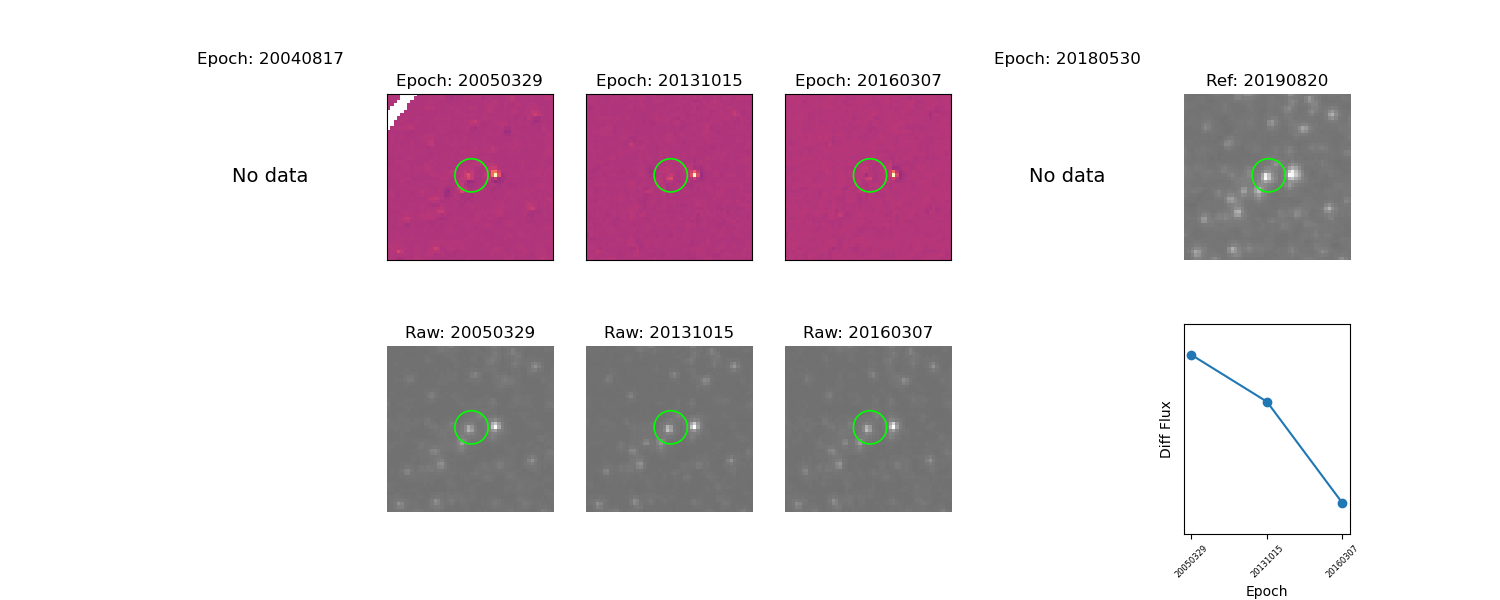 Epoch: 20040817
No data
Epoch: 20050329
Epoch: 20131015
Epoch: 20160307
Epoch: 20180530
No data
Ref: 20190820
Raw: 20050329
Raw: 20131015
Raw: 20160307
Diff Flux
20050329
20131015
20160307
Epoch